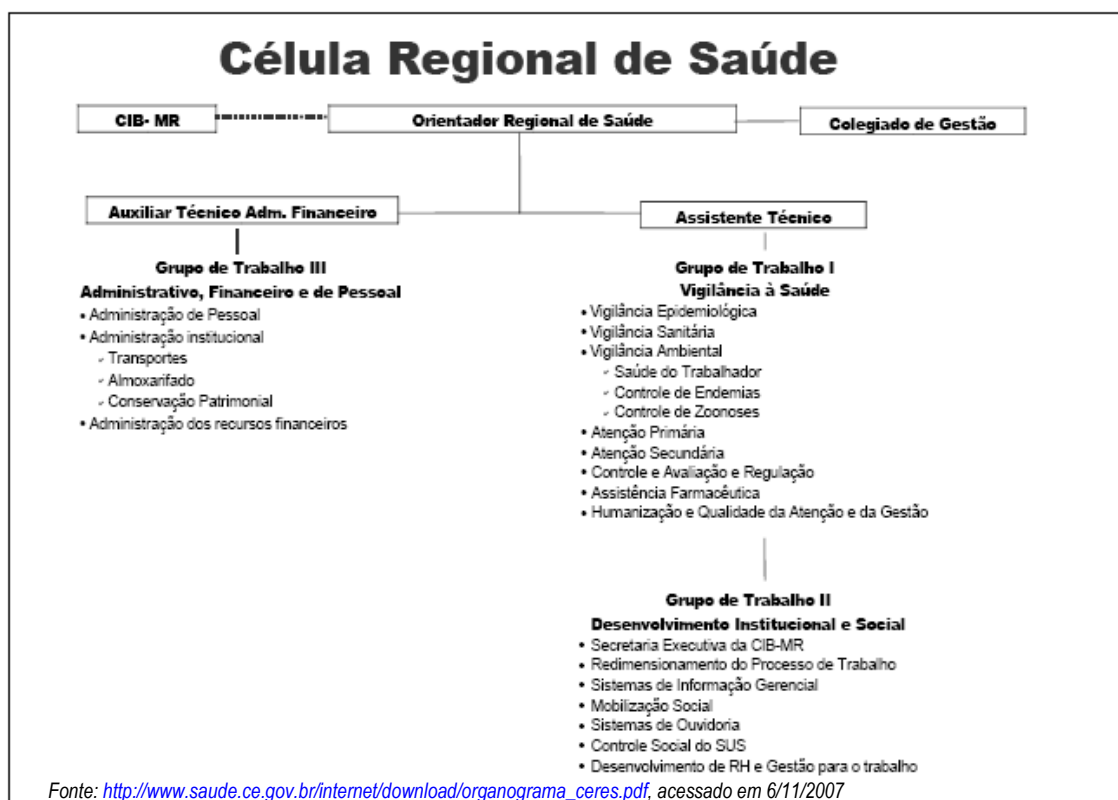 Célula Regional de Saúde
CIB- MR
Orientador Regional de Saúde
Colegiado de Gestão
Auxiliar Técnico Adm. Financeiro
Assistente Técnico
Grupo de Trabalho III
Administrativo, Financeiro e de Pessoal
• Administração de Pessoal
• Administração institucional
✓ Transportes
✓ Almoxarifado
✓ Conservação Patrimonial
• Administração dos recursos financeiros
Grupo de Trabalho I
Vigilância à Saúde
• Vigilância Epidemiológica
• Vigilância Sanitária
• Vigilância Ambiental
✓ Saúde do Trabalhador
✓ Controle de Endemias
✓ Controle de Zoonoses
• Atenção Primária
• Atenção Secundária
• Controle e Avaliação e Regulação
• Assistência Farmacêutica
• Humanização e Qualidade da Atenção e da Gestão
Grupo de Trabalho II
Desenvolvimento Institucional e Social
• Secretaria Executiva da CIB-MR
• Redimensionamento do Processo de Trabalho
• Sistemas de Informação Gerencial
• Mobilização Social
• Sistemas de Ouvidoria
• Controle Social do SUS
• Desenvolvimento de RH e Gestão para o trabalho
Fonte: http://www.saude.ce.gov.br/internet/download/organograma_ceres.pdf, acessado em 6/11/2007